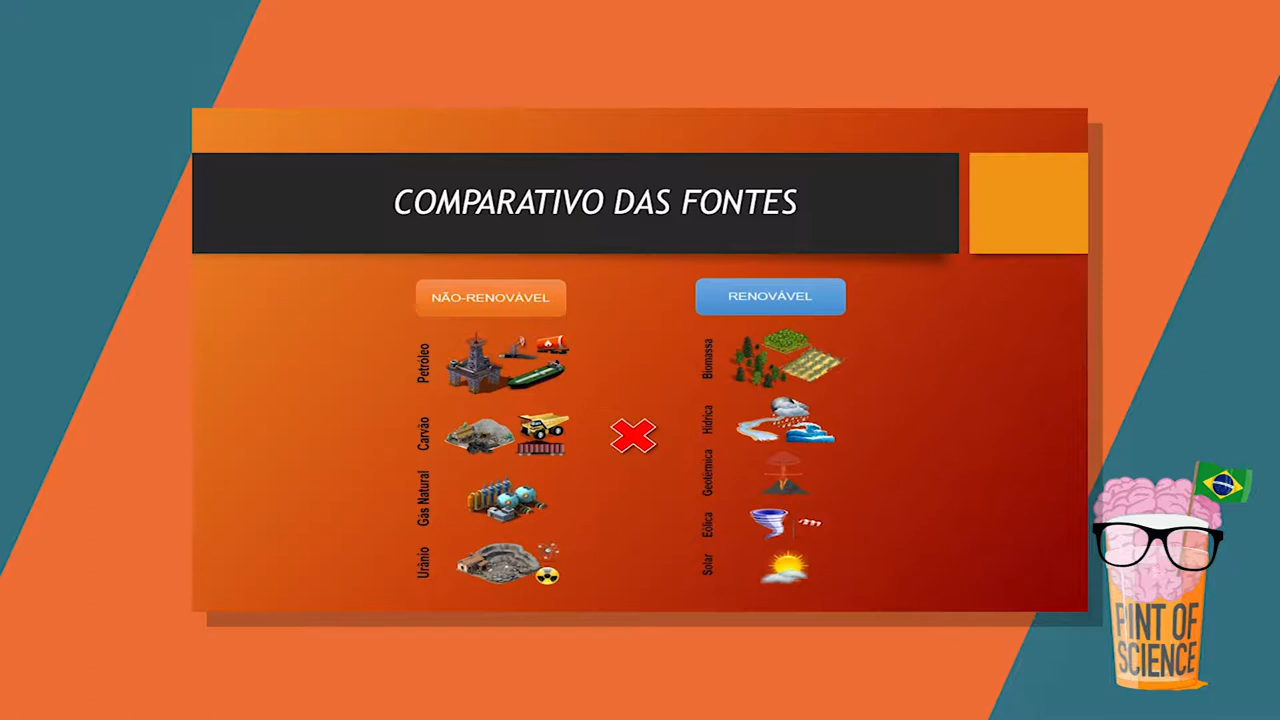 COMPARATIVO DAS FONTES
NÃO-RENOVÁVEL
Petróleo
Carvão
Gás Natural
Urânio
RENOVÁVEL
Biomassa
Hídrica
Geotérmica
Eólica
Solar
PINT OF
SCIENCE